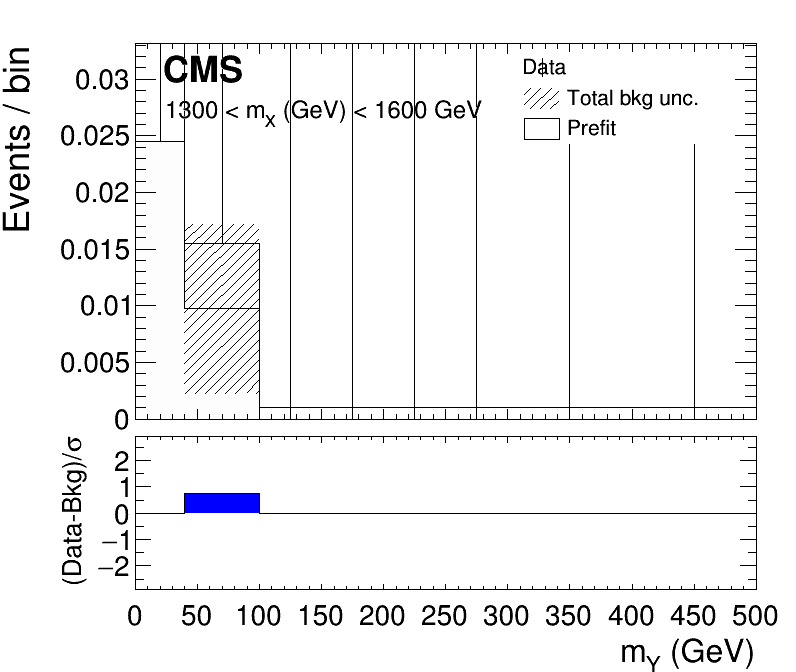 CMS
1300 < mX (GeV) < 1600 GeV
Data
Total bkg unc.
Prefit
Events / bin
0.03
0.025
0.02
0.015
0.01
0.005
0
(Data-Bkg)/σ
2
1
0
−1
−2
0 50 100 150 200 250 300 350 400 450 500
mY (GeV)